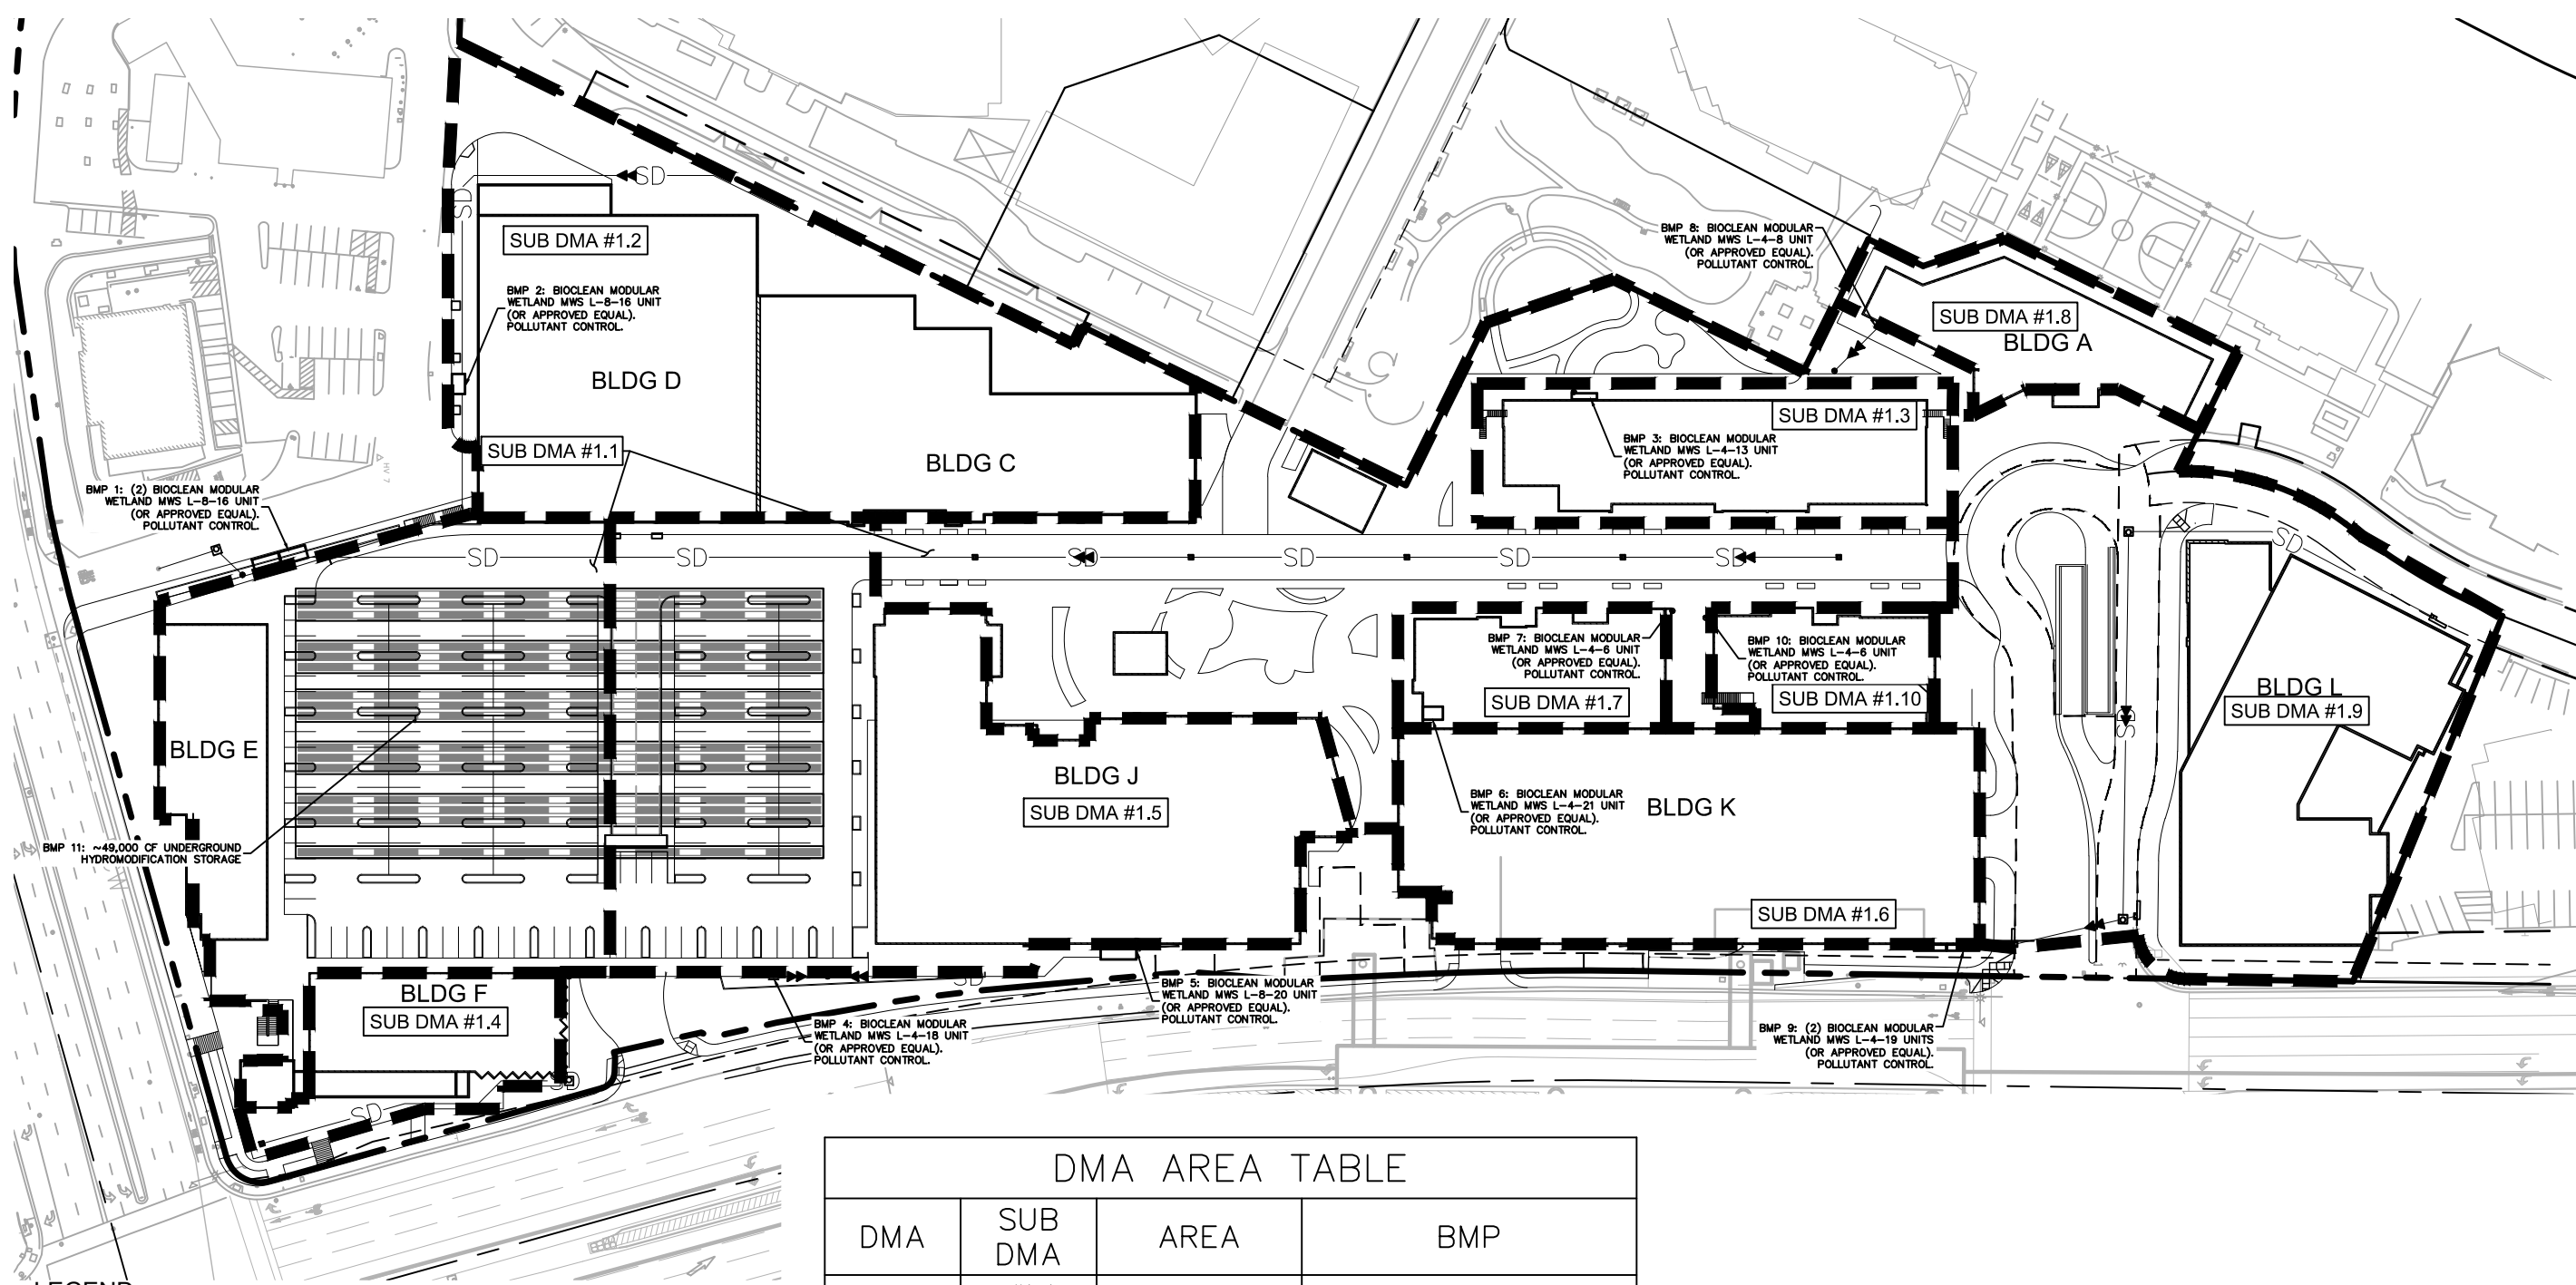 SD
SD
SUB DMA #1.2
BMP 2: BIOCLEAN MODULAR
WETLAND MWS L-8-16 UNIT
(OR APPROVED EQUAL).
POLLUTANT CONTROL.
BLDG D
SUB DMA #1.1
BLDG C
BMP 1: (2) BIOCLEAN MODULAR
WETLAND MWS L-8-16 UNIT
(OR APPROVED EQUAL).
POLLUTANT CONTROL.
BMP 8: BIOCLEAN MODULAR
WETLAND MWS L-4-8 UNIT
(OR APPROVED EQUAL).
POLLUTANT CONTROL.
SUB DMA #1.8
BLDG A
SUB DMA #1.3
BMP 3: BIOCLEAN MODULAR
WETLAND MWS L-4-13 UNIT
(OR APPROVED EQUAL).
POLLUTANT CONTROL.
SD
SD
SD
SD
SD
SD
SD
BMP 7: BIOCLEAN MODULAR
WETLAND MWS L-4-6 UNIT
(OR APPROVED EQUAL).
POLLUTANT CONTROL.
SUB DMA #1.7
BMP 10: BIOCLEAN MODULAR
WETLAND MWS L-4-6 UNIT
(OR APPROVED EQUAL).
POLLUTANT CONTROL.
SUB DMA #1.10
BLDG L
SUB DMA #1.9
SD
BLDG E
BMP 11: ~49,000 CF UNDERGROUND
HYDROMODIFICATION STORAGE
BLDG J
SUB DMA #1.5
BMP 6: BIOCLEAN MODULAR
WETLAND MWS L-4-21 UNIT
(OR APPROVED EQUAL).
POLLUTANT CONTROL.
BLDG K
SUB DMA #1.6
BLDG F
SUB DMA #1.4
SD
BMP 5: BIOCLEAN MODULAR
WETLAND MWS L-8-20 UNIT
(OR APPROVED EQUAL).
POLLUTANT CONTROL.
BMP 4: BIOCLEAN MODULAR
WETLAND MWS L-4-18 UNIT
(OR APPROVED EQUAL).
POLLUTANT CONTROL.
BMP 9: (2) BIOCLEAN MODULAR
WETLAND MWS L-4-19 UNITS
(OR APPROVED EQUAL).
POLLUTANT CONTROL.
SD
SD
DMA AREA TABLE
DMA
SUB
DMA
AREA
BMP
LEGEND